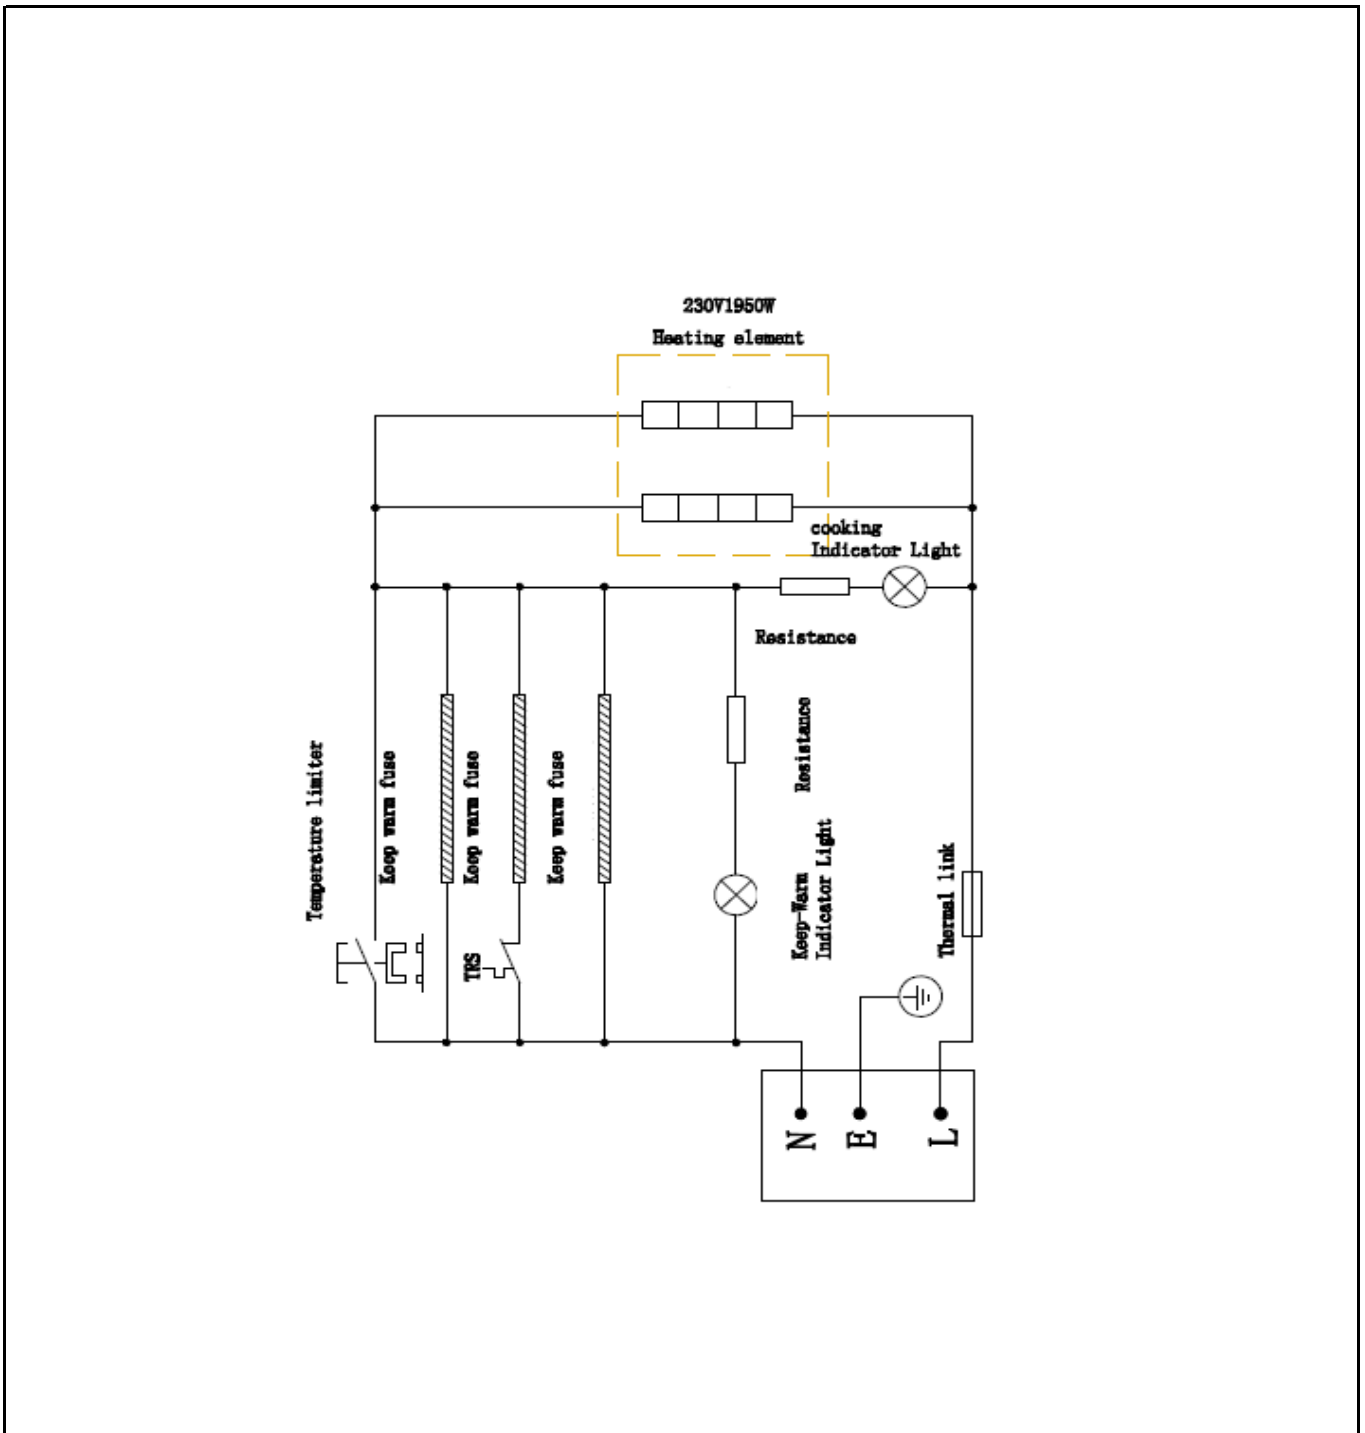 230V1950W
Heating element
cooking
Indicator Light
Resistance
Temperature limiter
Keep warm fuse
Keep warm fuse
Keep warm fuse
Resistance
Keep-Warm
Indicator Light
Thermal link
TRS
N
E
L